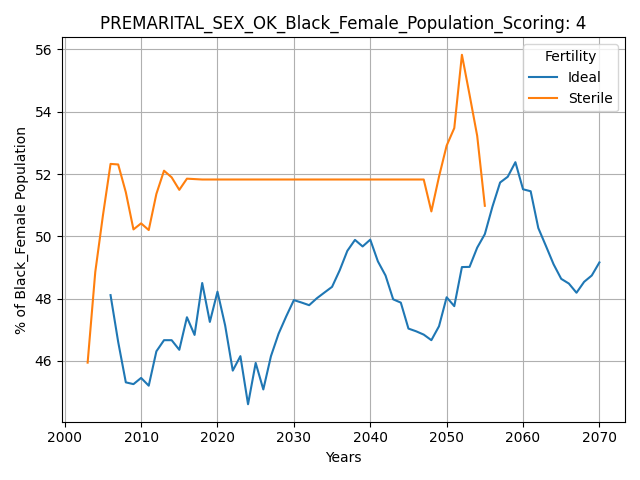 PREMARITAL_SEX_OK_Black_Female_Population_Scoring: 4
56
54
52
50
48
46
% of Black_Female Population
Fertility
Ideal
Sterile
2000 2010 2020 2030 2040 2050 2060 2070
Years